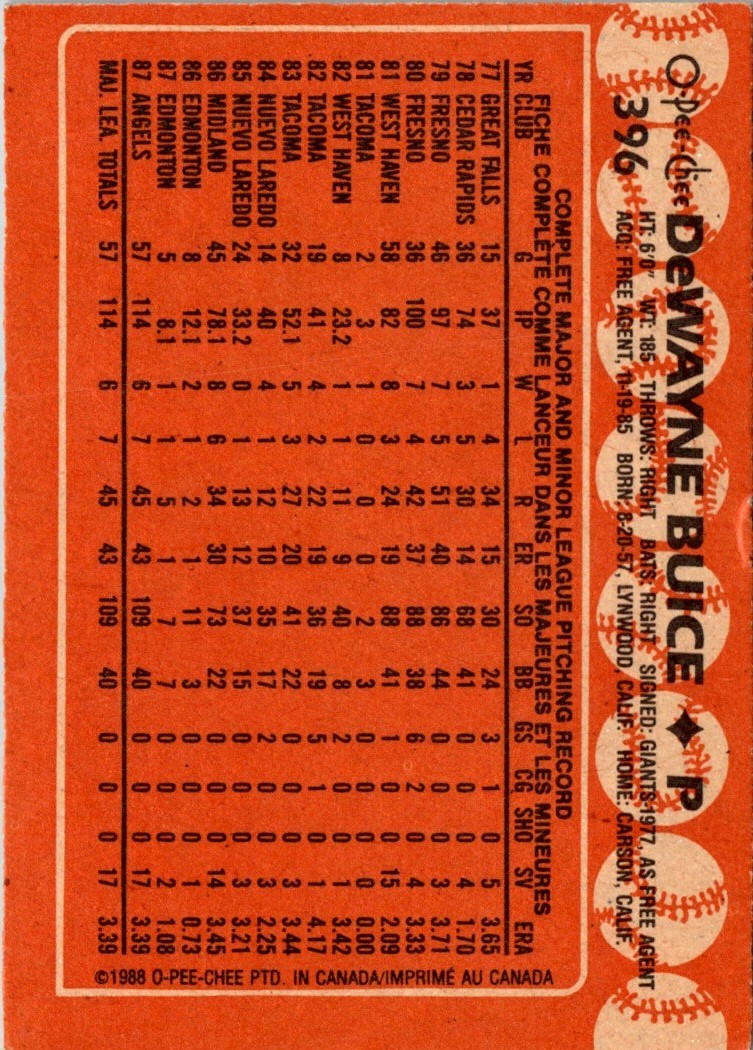 O-Pee-Chee
396
DeWAYNE BUICE ♦ P
HT: 6'0" WT: 185 THROWS: RIGHT BATS: RIGHT SIGNED: GIANTS-1977, AS FREE AGENT
ACQ: FREE AGENT, 11-19-85 BORN: 8-20-57, LYNWOOD, CALIF. HOME: CARSON, CALIF.
COMPLETE MAJOR AND MINOR LEAGUE PITCHING RECORD
FICHE COMPLÈTE COMME LANCEUR DANS LES MAJEURES ET LES MINEURES
YR CLUB G IP W L R ER SO BB GS CG SHO SV ERA
77 GREAT FALLS 15 37 1 4 34 15 30 24 3 1 0 5 3.65
78 CEDAR RAPIDS 36 74 3 5 30 14 68 41 0 0 0 4 1.70
79 FRESNO 46 97 7 5 51 40 86 44 0 0 0 3 3.71
80 FRESNO 36 100 7 4 42 37 88 38 6 2 0 4 3.33
81 WEST HAVEN 58 82 8 3 24 19 88 41 1 0 0 15 2.09
81 TACOMA 2 3 1 0 0 0 2 3 0 0 0 0 0.00
82 WEST HAVEN 8 23.2 1 1 11 9 40 8 2 0 0 1 3.42
82 TACOMA 19 41 4 2 22 19 36 19 5 1 0 1 4.17
83 TACOMA 32 52.1 5 3 27 20 41 22 0 0 0 3 3.44
84 NUEVO LAREDO 14 40 4 1 12 10 35 17 2 0 0 3 2.25
85 NUEVO LAREDO 24 33.2 0 1 13 12 37 15 0 0 0 3 3.21
86 MIDLAND 45 78.1 8 6 34 30 73 22 0 0 0 14 3.45
86 EDMONTON 8 12.1 2 1 2 1 11 3 0 0 0 1 0.73
87 EDMONTON 5 8.1 1 1 5 1 7 7 0 0 0 2 1.08
87 ANGELS 57 114 6 7 45 43 109 40 0 0 0 17 3.39
MAJ. LEA. TOTALS 57 114 6 7 45 43 109 40 0 0 0 17 3.39
©1988 O-PEE-CHEE PTD. IN CANADA/IMPRIMÉ AU CANADA